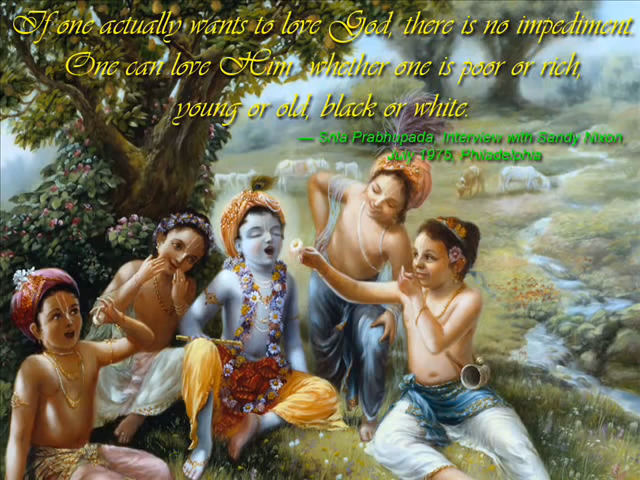 If one actually wants to love God, there is no impediment.
One can love Him whether one is poor or rich,
young or old, black or white.
— Srila Prabhupada, Interview with Sandy Nixon,
July 1975, Philadelphia